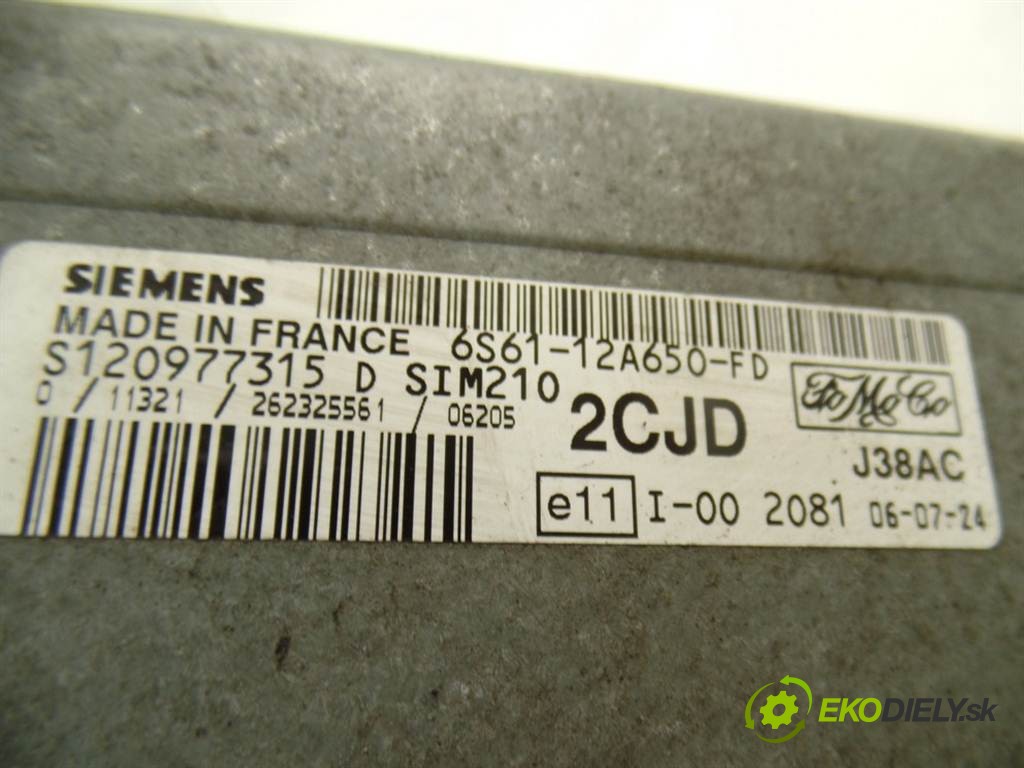 SIEMENS
MADE IN FRANCE 6S61-12A650-FD
S120977315 D SIM210
0 / 11321 / 262325561 / 06205
2CJD
FoMoCo
J38AC
e11 I-00 2081 06-07-24
EKODIELY.sk